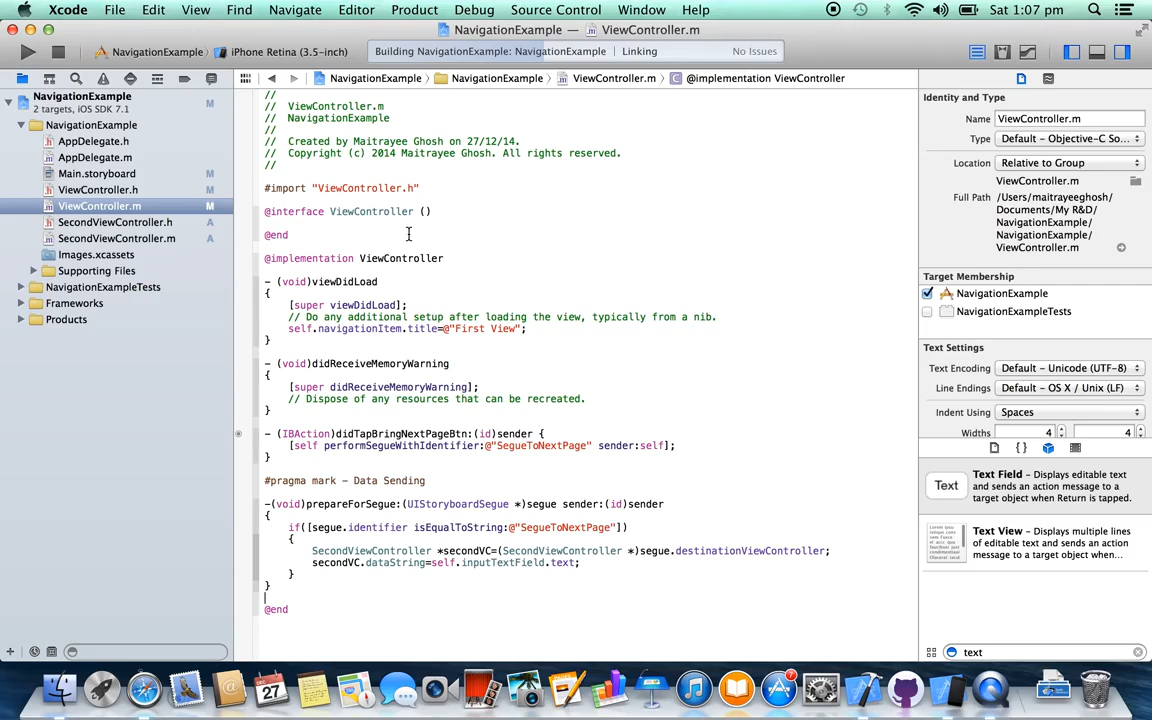 Xcode File Edit View Find Navigate Editor Product Debug Source Control Window Help Sat 1:07 pm
NavigationExample — ViewController.m
NavigationExample iPhone Retina (3.5-inch) Building NavigationExample: NavigationExample Linking No Issues
NavigationExample NavigationExample ViewController.m @implementation ViewController
NavigationExample M
2 targets, iOS SDK 7.1
NavigationExample
AppDelegate.h
AppDelegate.m
Main.storyboard M
ViewController.h M
ViewController.m M
SecondViewController.h A
SecondViewController.m A
Images.xcassets
Supporting Files
NavigationExampleTests
Frameworks
Products
//
// ViewController.m
// NavigationExample
//
// Created by Maitrayee Ghosh on 27/12/14.
// Copyright (c) 2014 Maitrayee Ghosh. All rights reserved.
//
#import "ViewController.h"
@interface ViewController ()
@end
@implementation ViewController
- (void)viewDidLoad
{
[super viewDidLoad];
// Do any additional setup after loading the view, typically from a nib.
self.navigationItem.title=@"First View";
}
- (void)didReceiveMemoryWarning
{
[super didReceiveMemoryWarning];
// Dispose of any resources that can be recreated.
}
- (IBAction)didTapBringNextPageBtn:(id)sender {
[self performSegueWithIdentifier:@"SegueToNextPage" sender:self];
}
#pragma mark - Data Sending
-(void)prepareForSegue:(UIStoryboardSegue *)segue sender:(id)sender
{
if([segue.identifier isEqualToString:@"SegueToNextPage"])
{
SecondViewController *secondVC=(SecondViewController *)segue.destinationViewController;
secondVC.dataString=self.inputTextField.text;
}
}
@end
Identity and Type
Name ViewController.m
Type Default - Objective-C So...
Location Relative to Group
ViewController.m
Full Path /Users/maitrayeeghosh/
Documents/My R&D/
NavigationExample/
NavigationExample/
ViewController.m
Target Membership
NavigationExample
NavigationExampleTests
Text Settings
Text Encoding Default - Unicode (UTF-8)
Line Endings Default - OS X / Unix (LF)
Indent Using Spaces
Widths 4 4
Text
Text Field - Displays editable text
and sends an action message to a
target object when Return is tapped.
Text View - Displays multiple lines
of editable text and sends an
action message to a target object when...
text
DEC
27
7